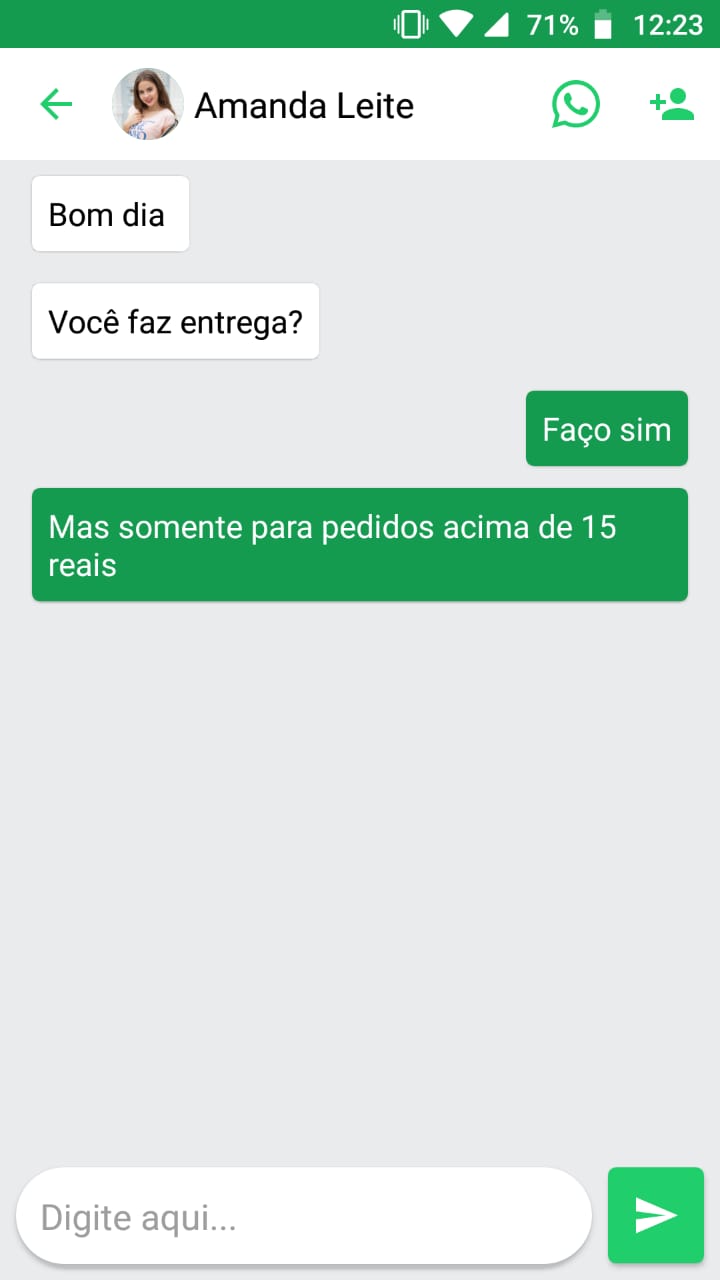 71% 12:23
Amanda Leite
Bom dia
Você faz entrega?
Faço sim
Mas somente para pedidos acima de 15
reais
Digite aqui...